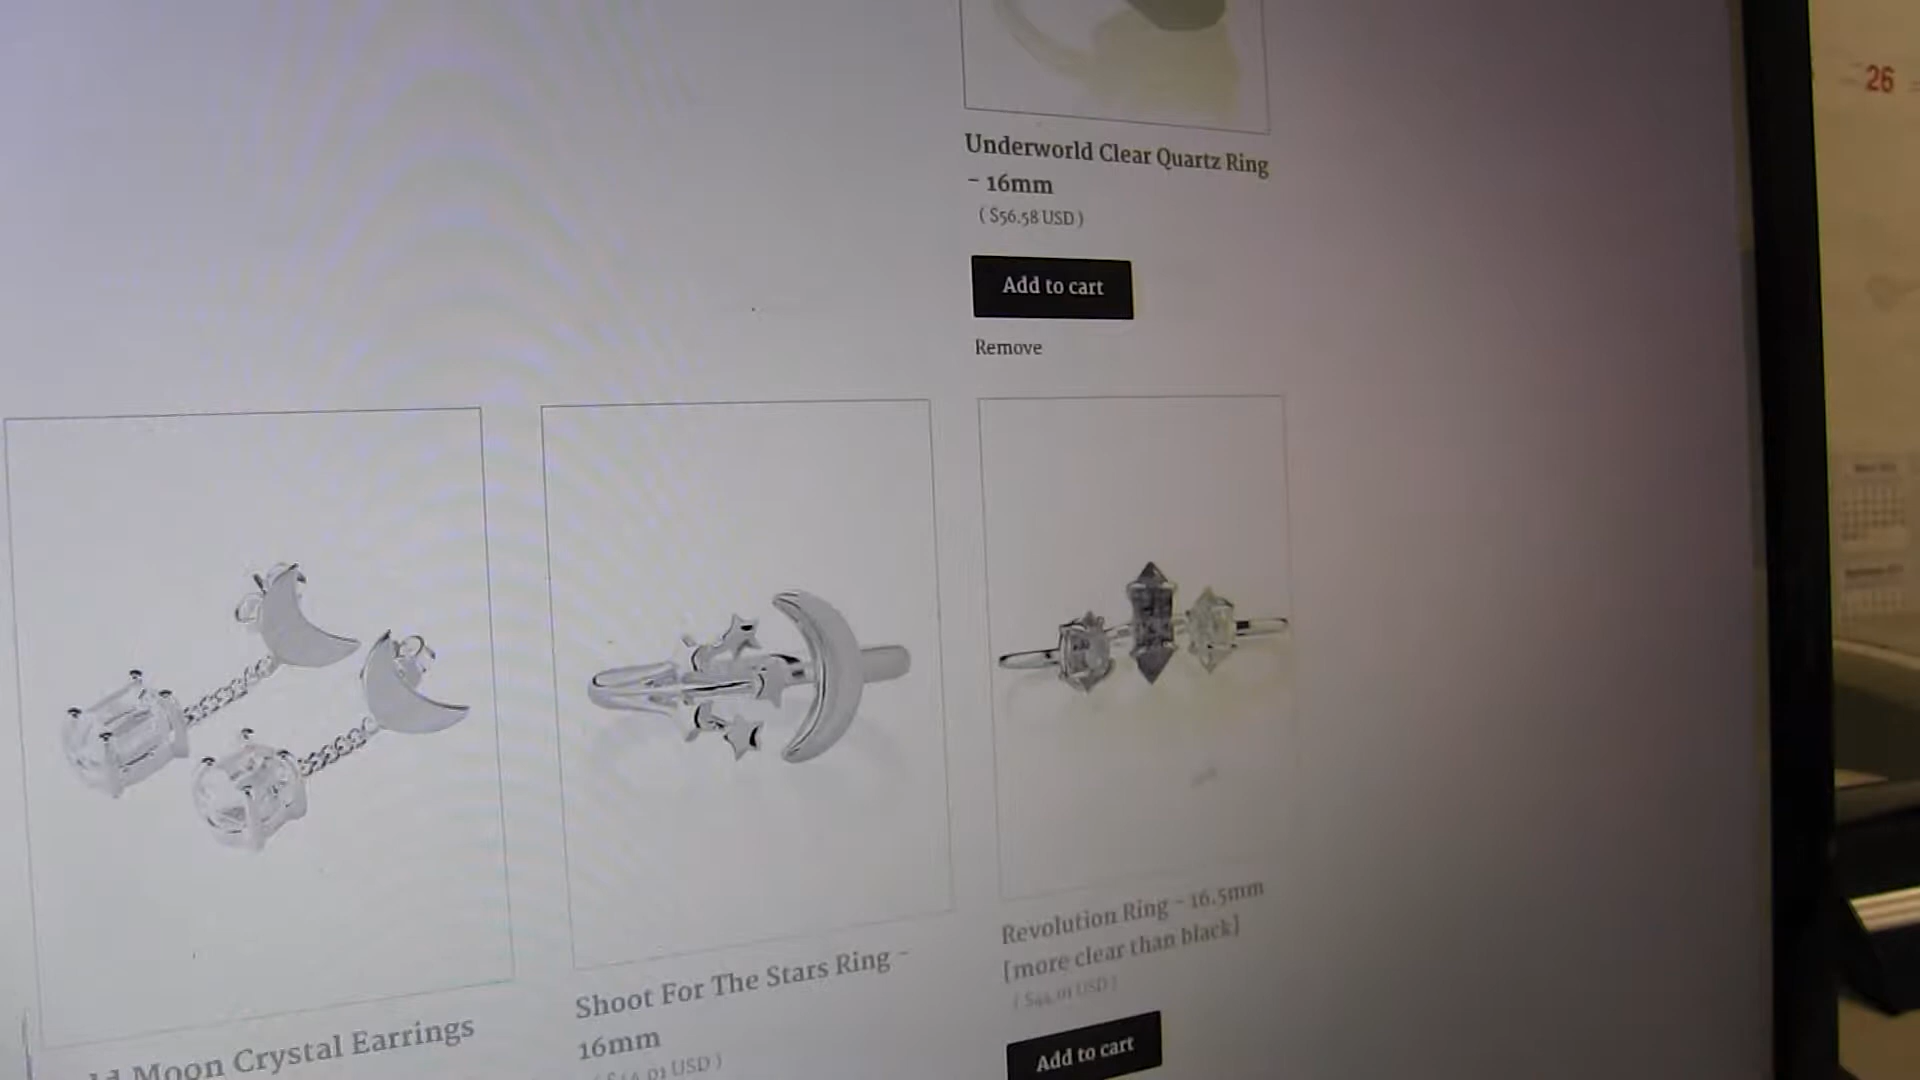 Underworld Clear Quartz Ring
- 16mm
( $56.58 USD )
Add to cart
Remove
Moon Crystal Earrings
Shoot For The Stars Ring -
16mm
USD )
Revolution Ring - 16.5mm
[more clear than black]
USD )
Add to cart
26